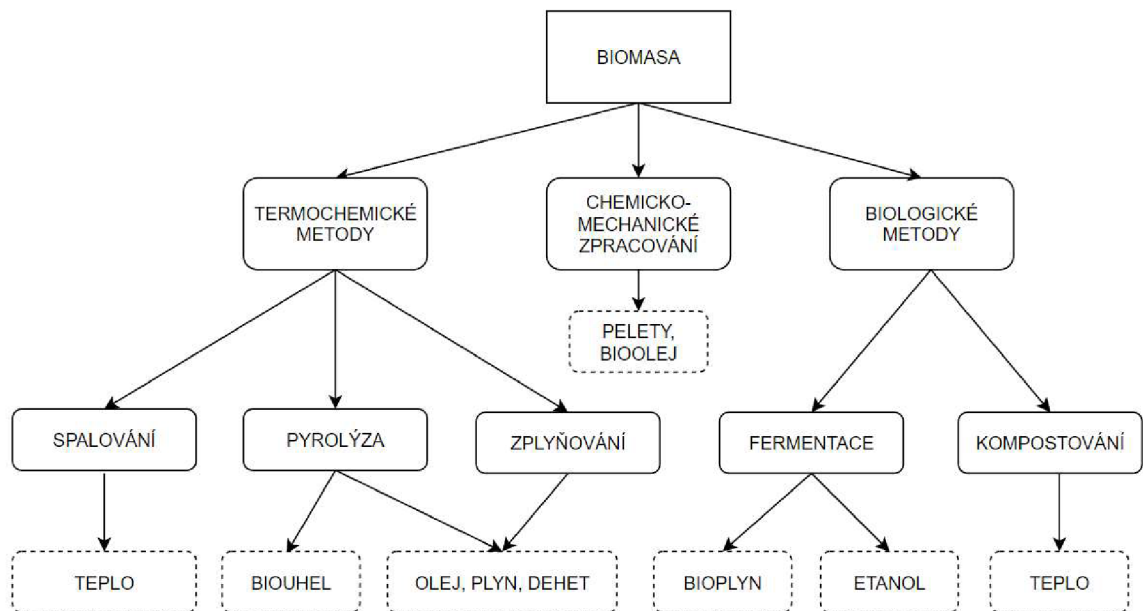 BIOMASA
TERMOCHEMICKÉ
METODY
CHEMICKO-
MECHANICKÉ
ZPRACOVÁNÍ
BIOLOGICKÉ
METODY
PELETY,
BIOOLEJ
SPALOVÁNÍ
PYROLÝZA
ZPLYŇOVÁNÍ
FERMENTACE
KOMPOSTOVÁNÍ
TEPLO
BIOUHEL
OLEJ, PLYN, DEHET
BIOPLYN
ETANOL
TEPLO